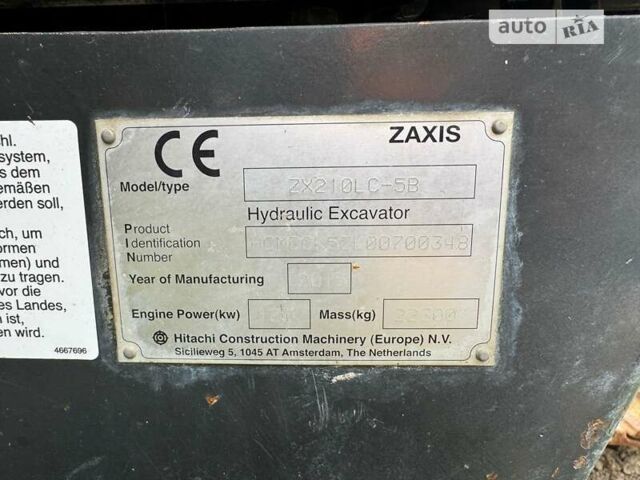 auto RIA
hl.
system,
s dem
emäßen
erden soll,
ch, um
ormen
men) und
zu tragen.
vor die
es Landes,
n ist,
en wird.
4667696
CE ZAXIS
Model/type ZX210LC-5B
Hydraulic Excavator
Product
Identification 00700348
Number
Year of Manufacturing
Engine Power(kw) Mass(kg)
Hitachi Construction Machinery (Europe) N.V.
Sicilieweg 5, 1045 AT Amsterdam, The Netherlands